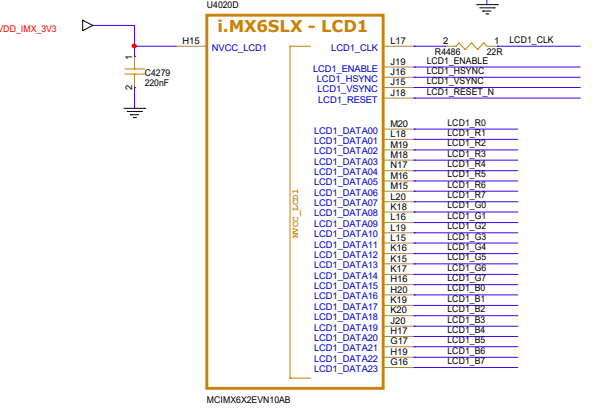 U4020D
i.MX6SLX - LCD1
VDD_IMX_3V3
H15 NVCC_LCD1
C4279
220nF
1
2
NVCC_LCD1
LCD1_CLK L17 2 1 LCD1_CLK
R4486 22R
LCD1_ENABLE J19 LCD1_ENABLE
LCD1_HSYNC J16 LCD1_HSYNC
LCD1_VSYNC J15 LCD1_VSYNC
LCD1_RESET J18 LCD1_RESET_N
LCD1_DATA00 M20 LCD1_R0
LCD1_DATA01 L18 LCD1_R1
LCD1_DATA02 M19 LCD1_R2
LCD1_DATA03 M18 LCD1_R3
LCD1_DATA04 N17 LCD1_R4
LCD1_DATA05 M16 LCD1_R5
LCD1_DATA06 M15 LCD1_R6
LCD1_DATA07 L20 LCD1_R7
LCD1_DATA08 K18 LCD1_G0
LCD1_DATA09 L16 LCD1_G1
LCD1_DATA10 L19 LCD1_G2
LCD1_DATA11 L15 LCD1_G3
LCD1_DATA12 K16 LCD1_G4
LCD1_DATA13 K15 LCD1_G5
LCD1_DATA14 K17 LCD1_G6
LCD1_DATA15 H16 LCD1_G7
LCD1_DATA16 H20 LCD1_B0
LCD1_DATA17 K19 LCD1_B1
LCD1_DATA18 K20 LCD1_B2
LCD1_DATA19 J20 LCD1_B3
LCD1_DATA20 H17 LCD1_B4
LCD1_DATA21 G17 LCD1_B5
LCD1_DATA22 H19 LCD1_B6
LCD1_DATA23 G16 LCD1_B7
MCIMX6X2EVN10AB